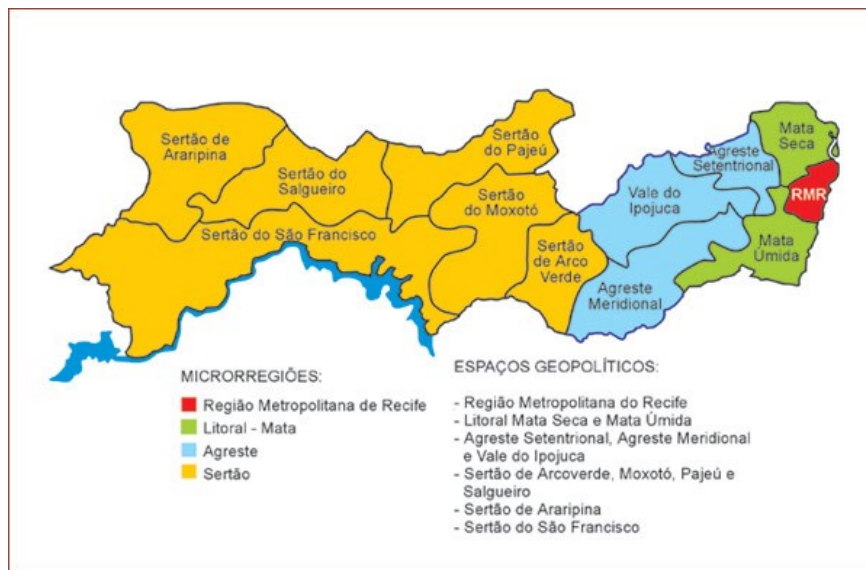 Sertão de
Araripina
Sertão do
Salgueiro
Sertão
do Pajeú
Sertão
do Moxotó
Sertão do São Francisco
Sertão
de Arco
Verde
Vale do
Ipojuca
Agreste
Setentrional
Agreste
Meridional
Mata
Seca
RMR
Mata
Úmida
MICRORREGIÕES:
Região Metropolitana de Recife
Litoral - Mata
Agreste
Sertão
ESPAÇOS GEOPOLÍTICOS:
- Região Metropolitana do Recife
- Litoral Mata Seca e Mata Úmida
- Agreste Setentrional, Agreste Meridional
e Vale do Ipojuca
- Sertão de Arcoverde, Moxotó, Pajeú e
Salgueiro
- Sertão de Araripina
- Sertão do São Francisco